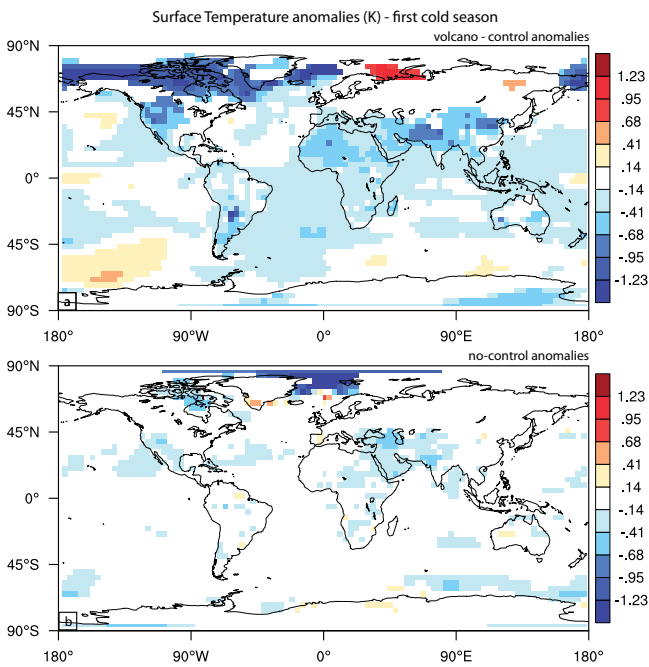 Surface Temperature anomalies (K) - first cold season
volcano - control anomalies
90°N
45°N
0°
45°S
90°S
a
180°
90°W
0°
90°E
180°
1.23
.95
.68
.41
.14
-.14
-.41
-.68
-.95
-1.23
no-control anomalies
90°N
45°N
0°
45°S
90°S
b
180°
90°W
0°
90°E
180°
1.23
.95
.68
.41
.14
-.14
-.41
-.68
-.95
-1.23